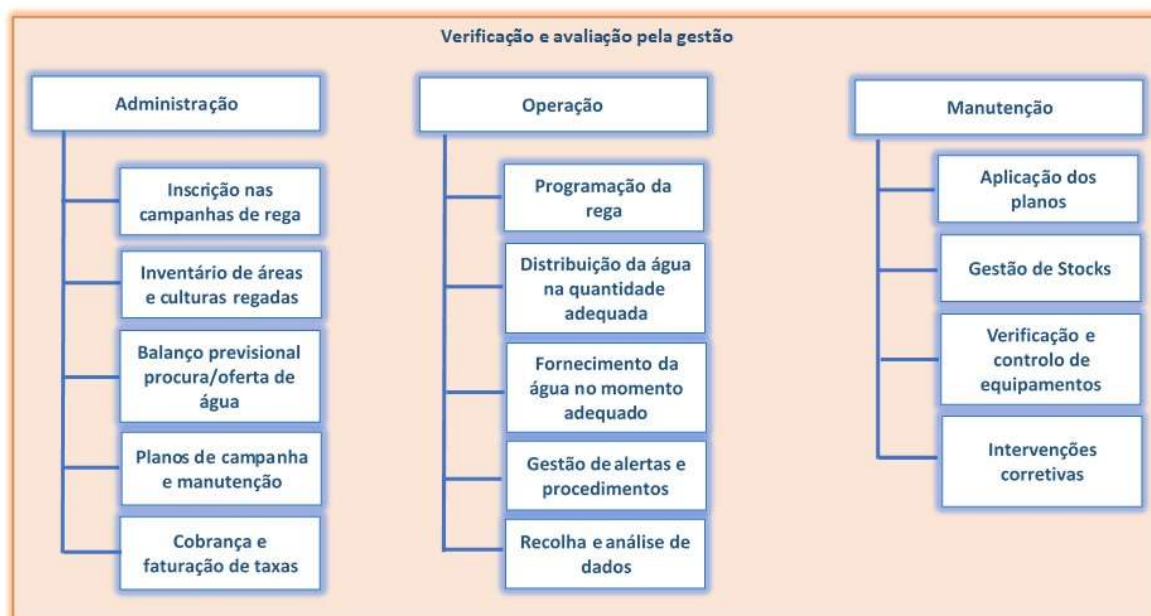 Verificação e avaliação pela gestão
Administração
Inscrição nas
campanhas de rega
Inventário de áreas
e culturas regadas
Balanço previsional
procura/oferta de
água
Planos de campanha
e manutenção
Cobrança e
faturação de taxas
Operação
Programação da
rega
Distribuição da água
na quantidade
adequada
Fornecimento da
água no momento
adequado
Gestão de alertas e
procedimentos
Recolha e análise de
dados
Manutenção
Aplicação dos
planos
Gestão de Stocks
Verificação e
controlo de
equipamentos
Intervenções
corretivas